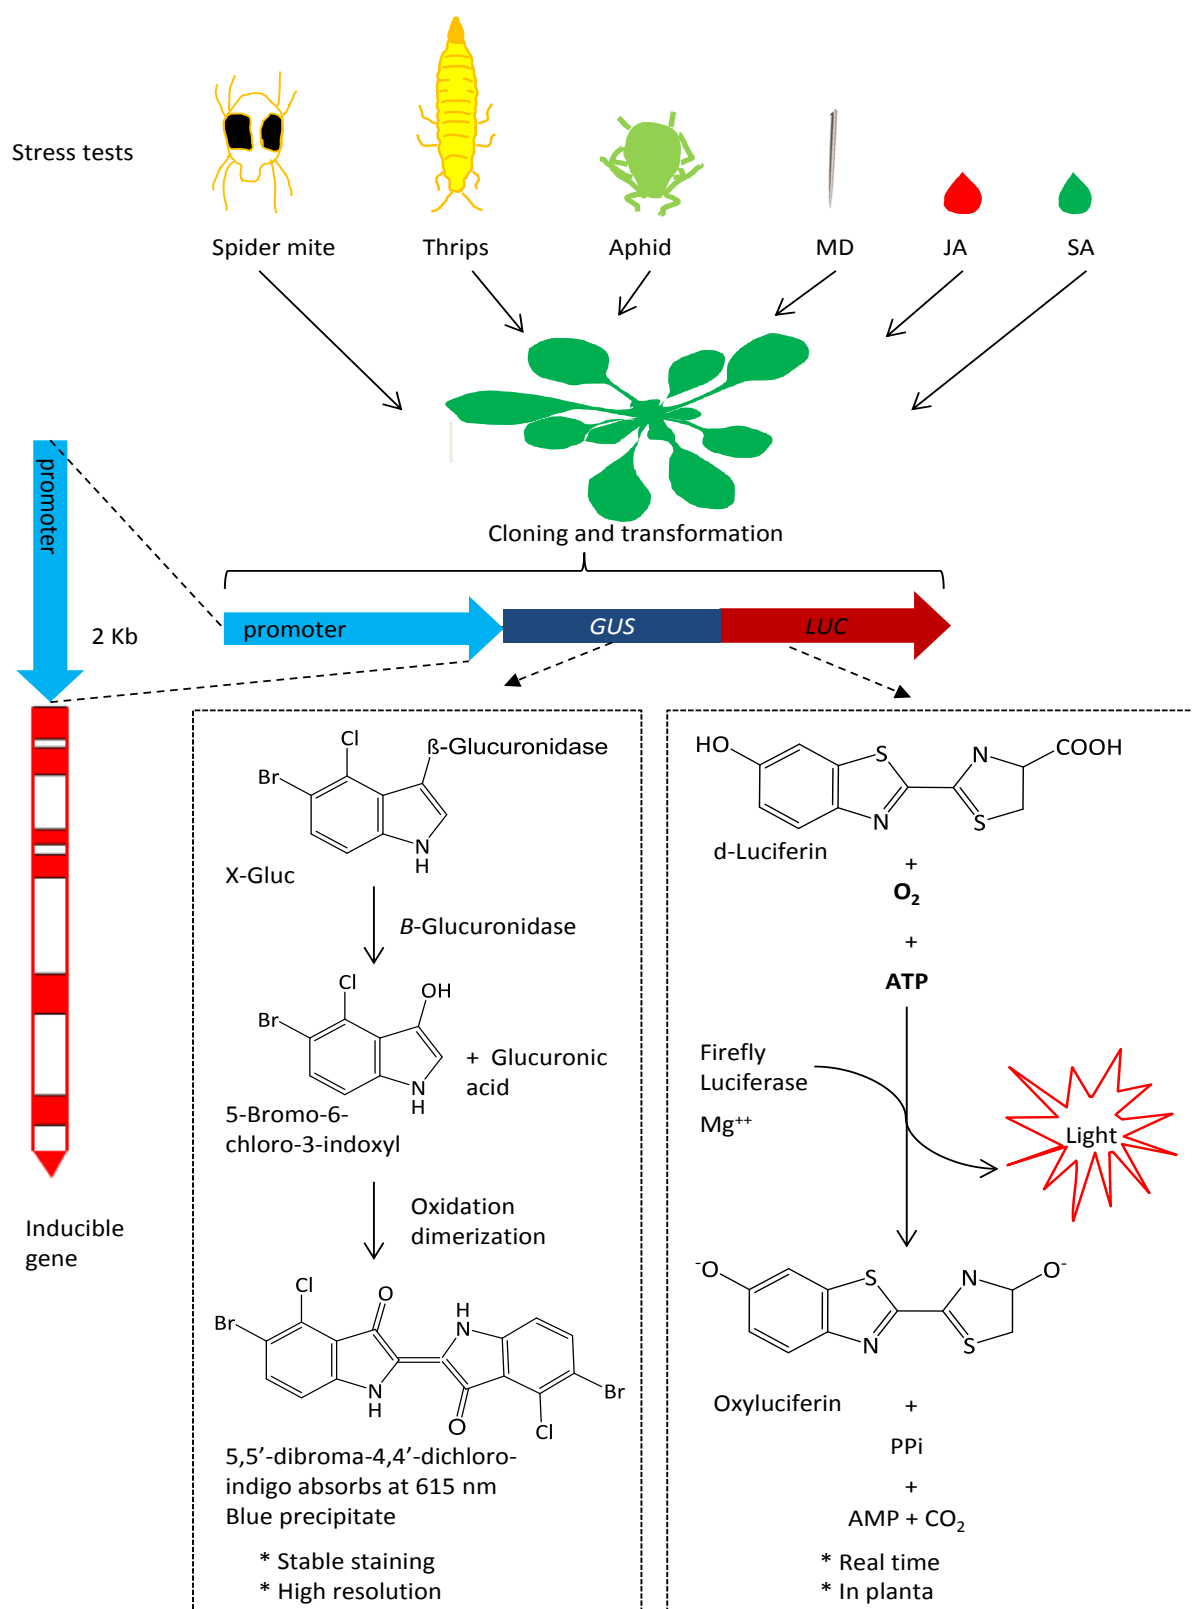 Stress tests
Spider mite
Thrips
Aphid
MD
JA
SA
Cloning and transformation
promoter
2 Kb
promoter
GUS
LUC
Inducible
gene
Cl
Br
ß-Glucuronidase
N
H
X-Gluc
B-Glucuronidase
Cl
OH
Br
N
H
+ Glucuronic
acid
5-Bromo-6-
chloro-3-indoxyl
Oxidation
dimerization
Cl
O
H
N
Br
N
H
O
Cl
Br
5,5’-dibroma-4,4’-dichloro-
indigo absorbs at 615 nm
Blue precipitate
* Stable staining
* High resolution
HO
S
N
COOH
N
S
d-Luciferin
+
O₂
+
ATP
Firefly
Luciferase
Mg⁺⁺
Light
⁻O
S
N
O⁻
N
S
Oxyluciferin
+
PPi
+
AMP + CO₂
* Real time
* In planta